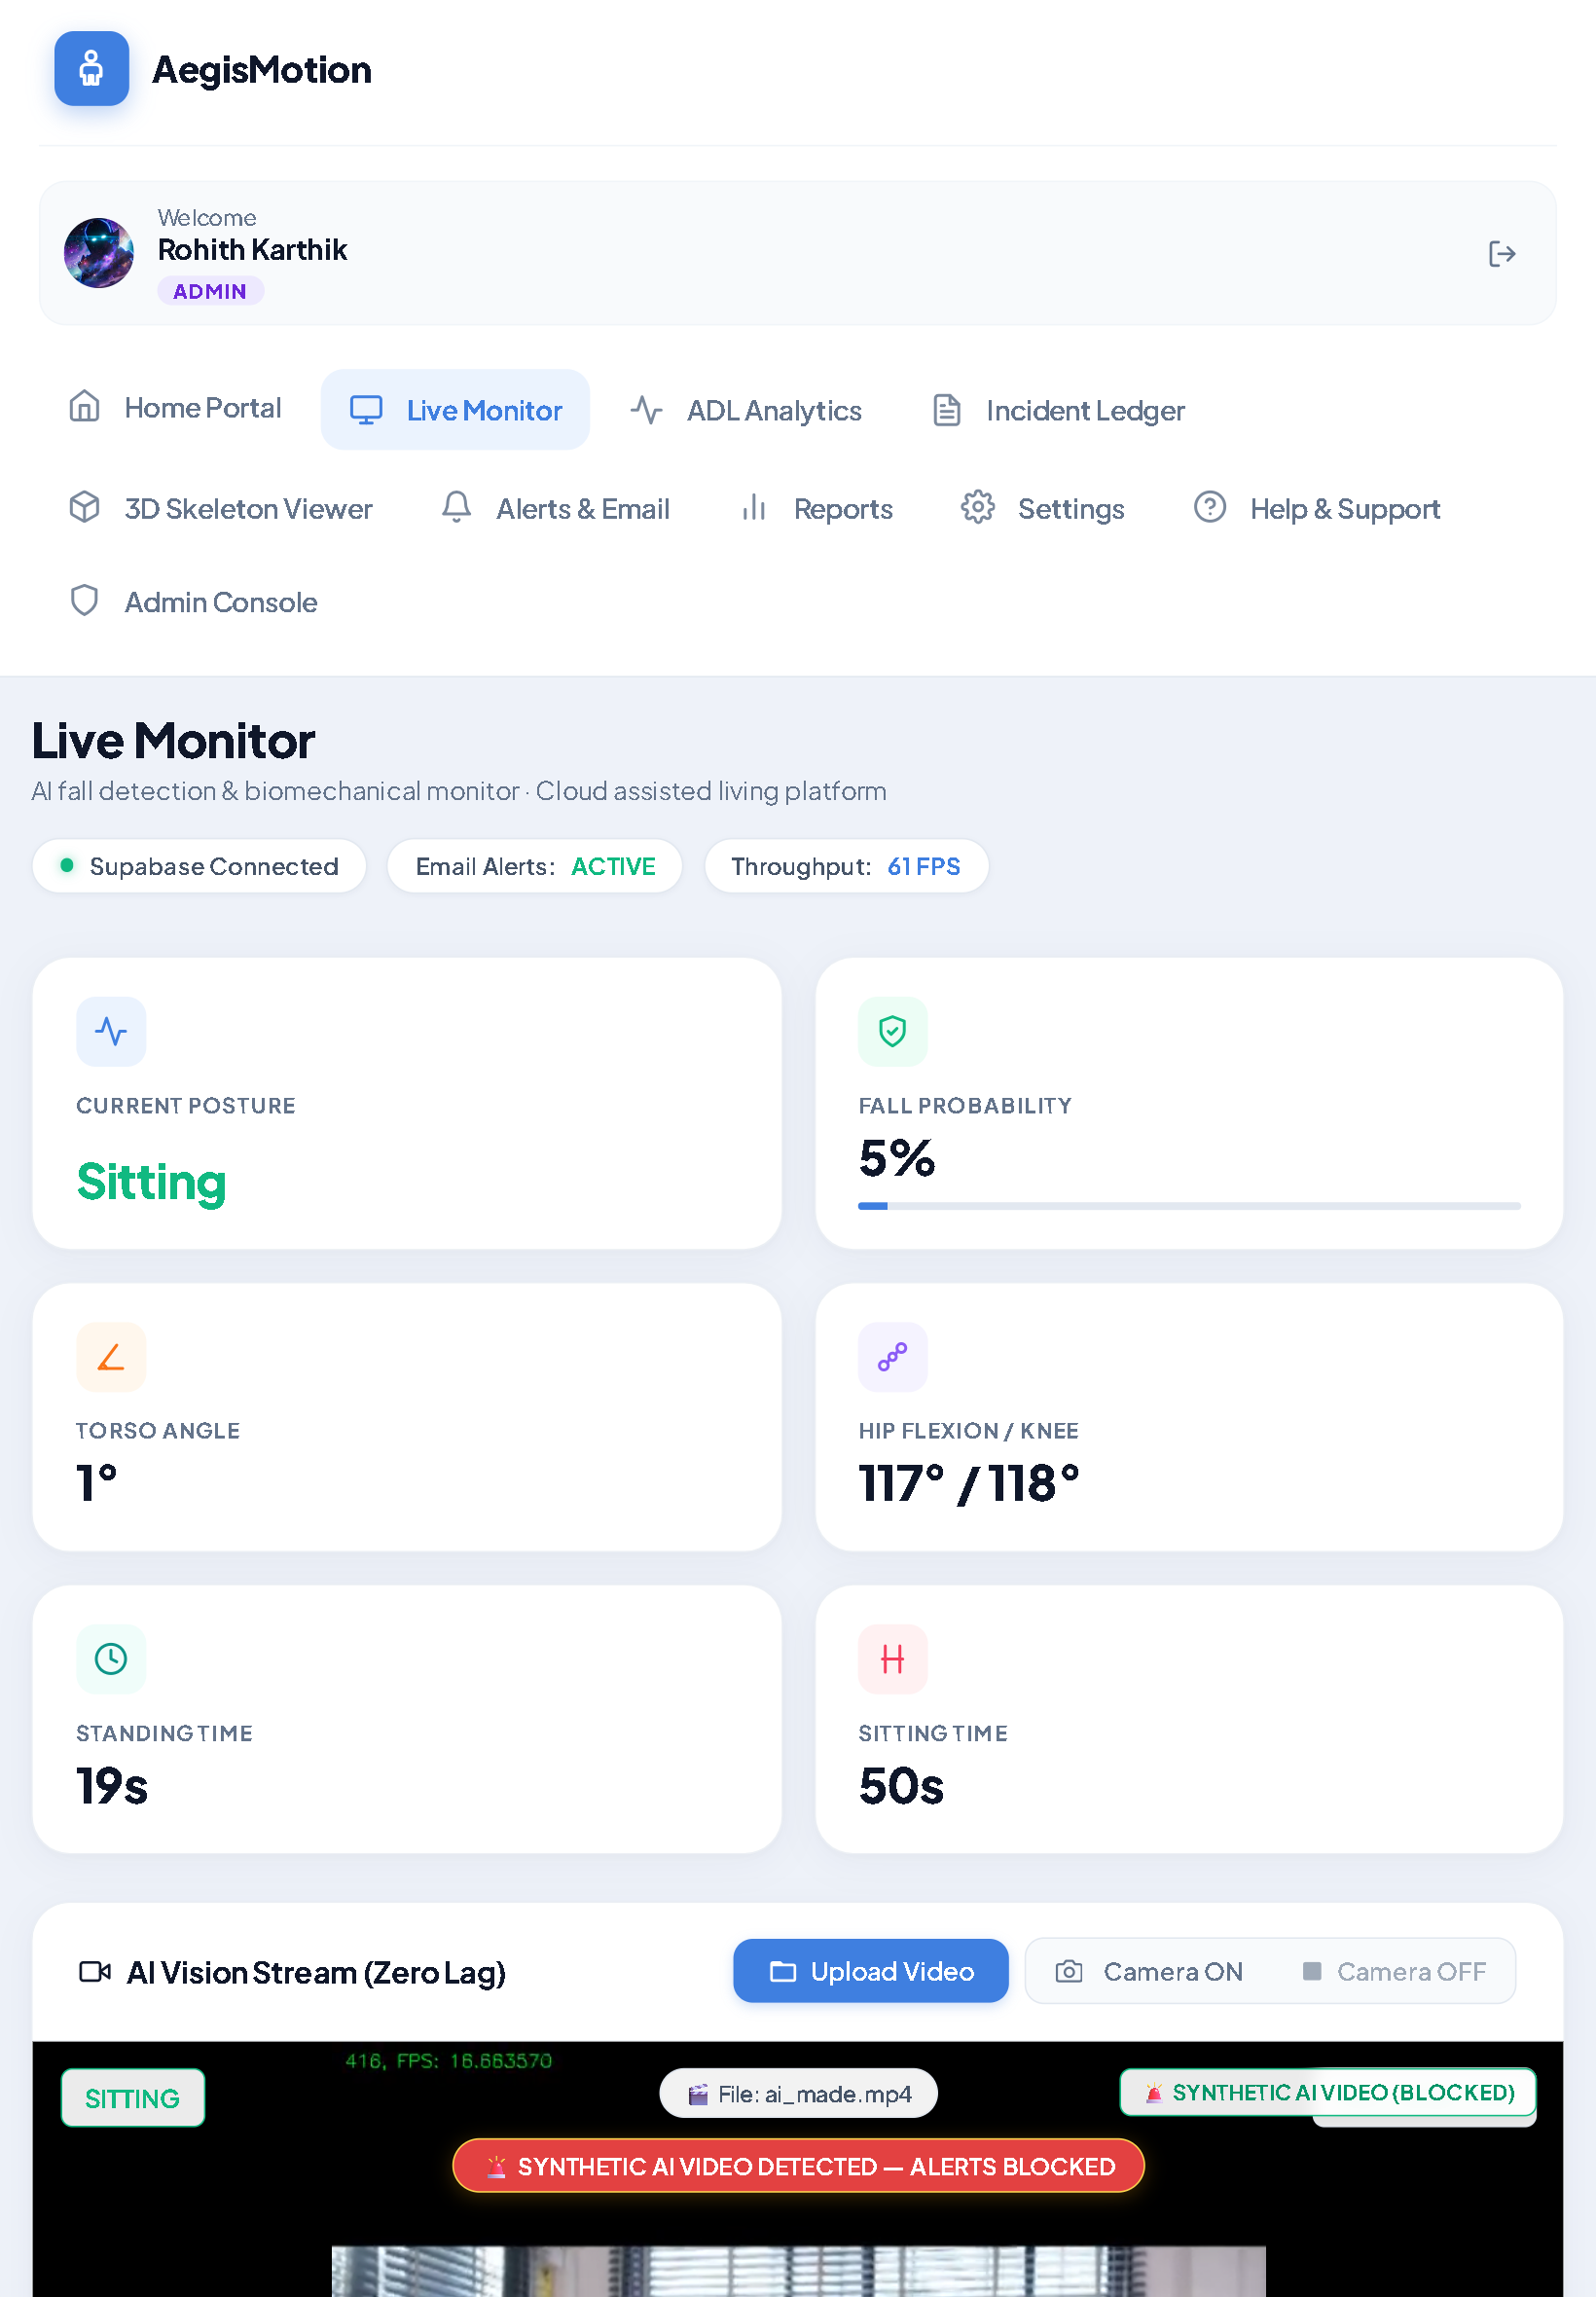 AegisMotion
Welcome
Rohith Karthik
ADMIN
Home Portal
Live Monitor
ADL Analytics
Incident Ledger
3D Skeleton Viewer
Alerts & Email
Reports
Settings
Help & Support
Admin Console
Live Monitor
AI fall detection & biomechanical monitor · Cloud assisted living platform
Supabase Connected
Email Alerts: ACTIVE
Throughput: 61 FPS
CURRENT POSTURE
Sitting
FALL PROBABILITY
5%
TORSO ANGLE
1°
HIP FLEXION / KNEE
117° / 118°
STANDING TIME
19s
SITTING TIME
50s
AI Vision Stream (Zero Lag)
Upload Video
Camera ON
Camera OFF
416, FPS: 16.663570
SITTING
🎬 File: ai_made.mp4
🚨 SYNTHETIC AI VIDEO (BLOCKED)
🚨 SYNTHETIC AI VIDEO DETECTED — ALERTS BLOCKED